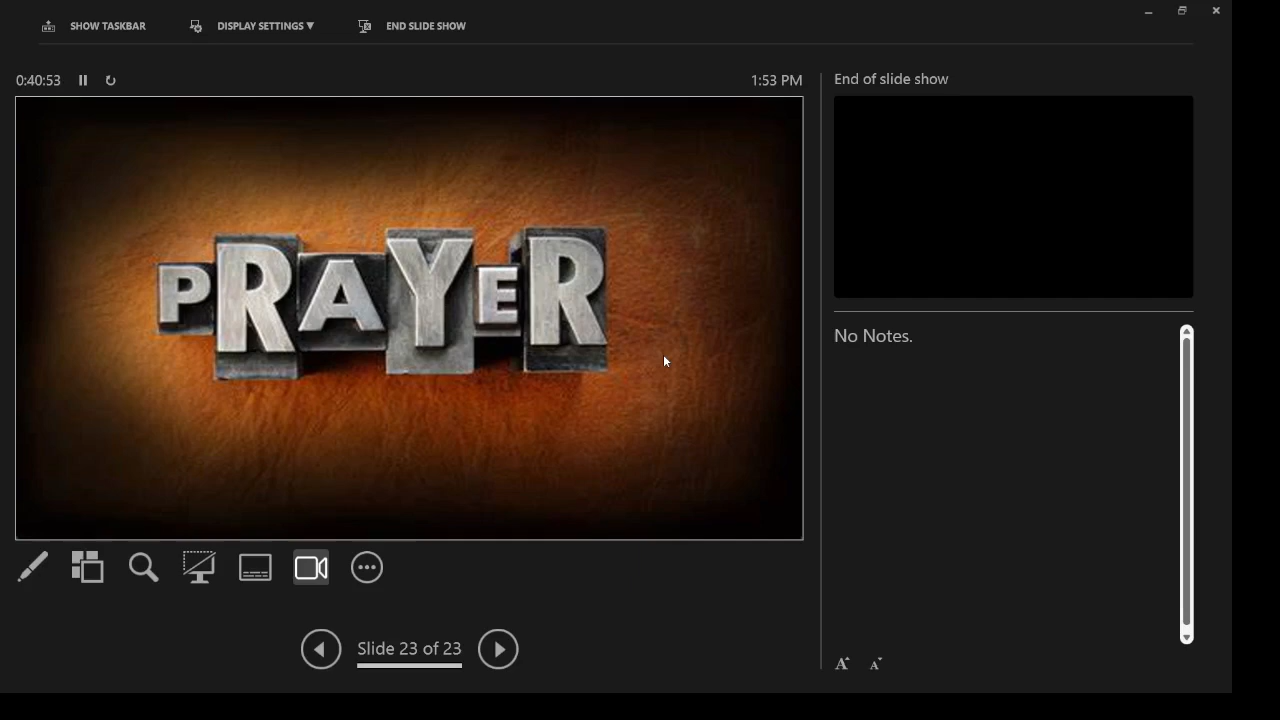 SHOW TASKBAR
DISPLAY SETTINGS ▼
END SLIDE SHOW
0:40:53
1:53 PM
End of slide show
PRAYER
No Notes.
Slide 23 of 23
A A